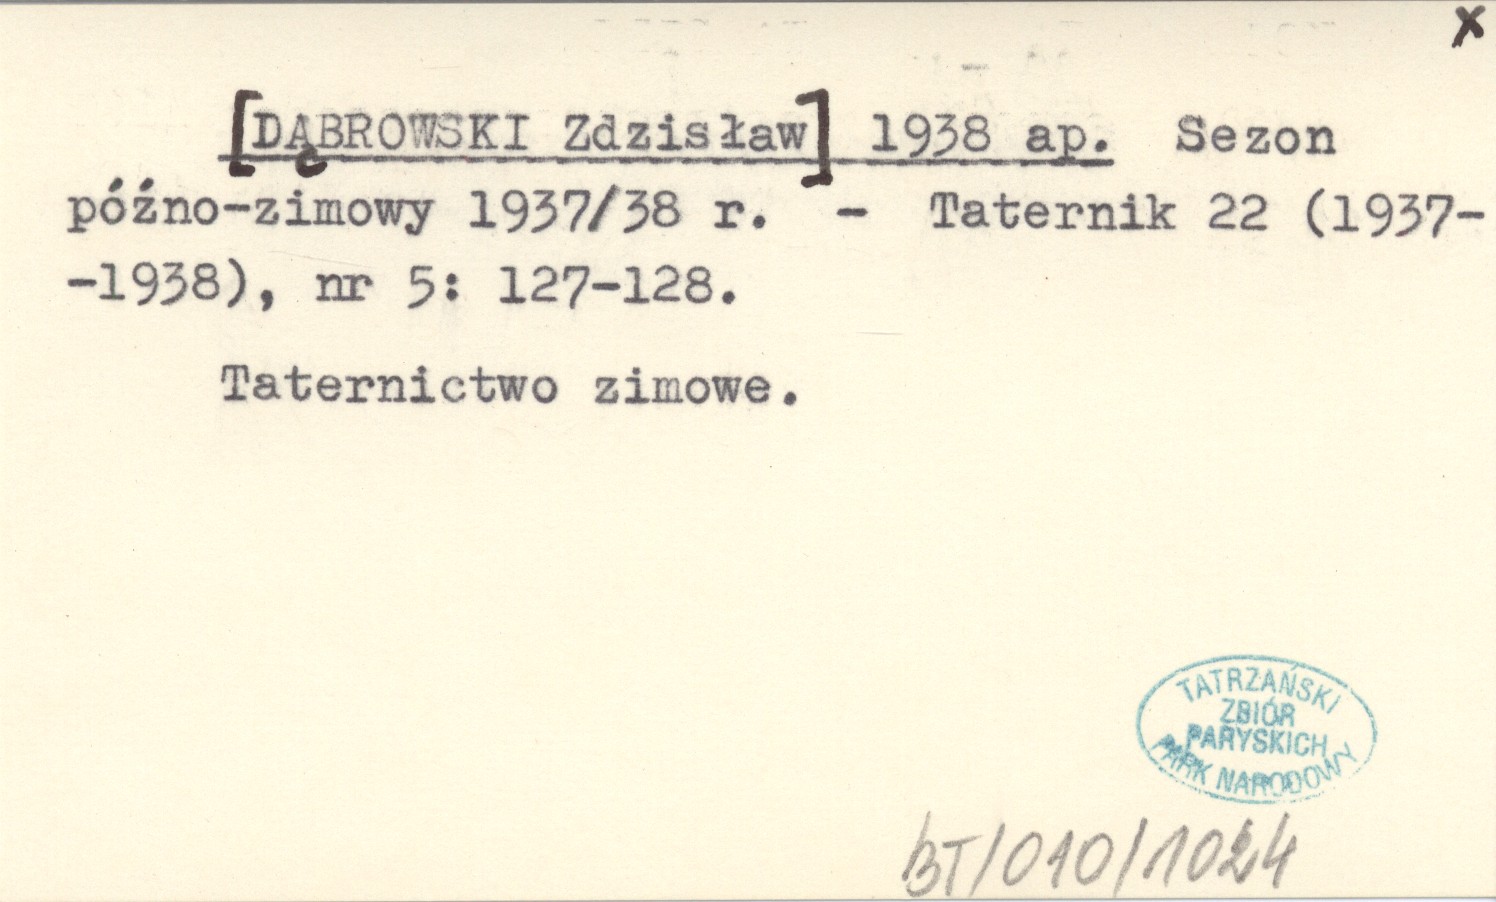 x
[DĄBROWSKI Zdzisław] 1938 ap. Sezon
późno-zimowy 1937/38 r. - Taternik 22 (1937-
-1938), nr 5: 127-128.
Taternictwo zimowe.
TATRZAŃSKI
ZBIÓR
PARYSKICH
PARK NARODOWY
BT/010/1024